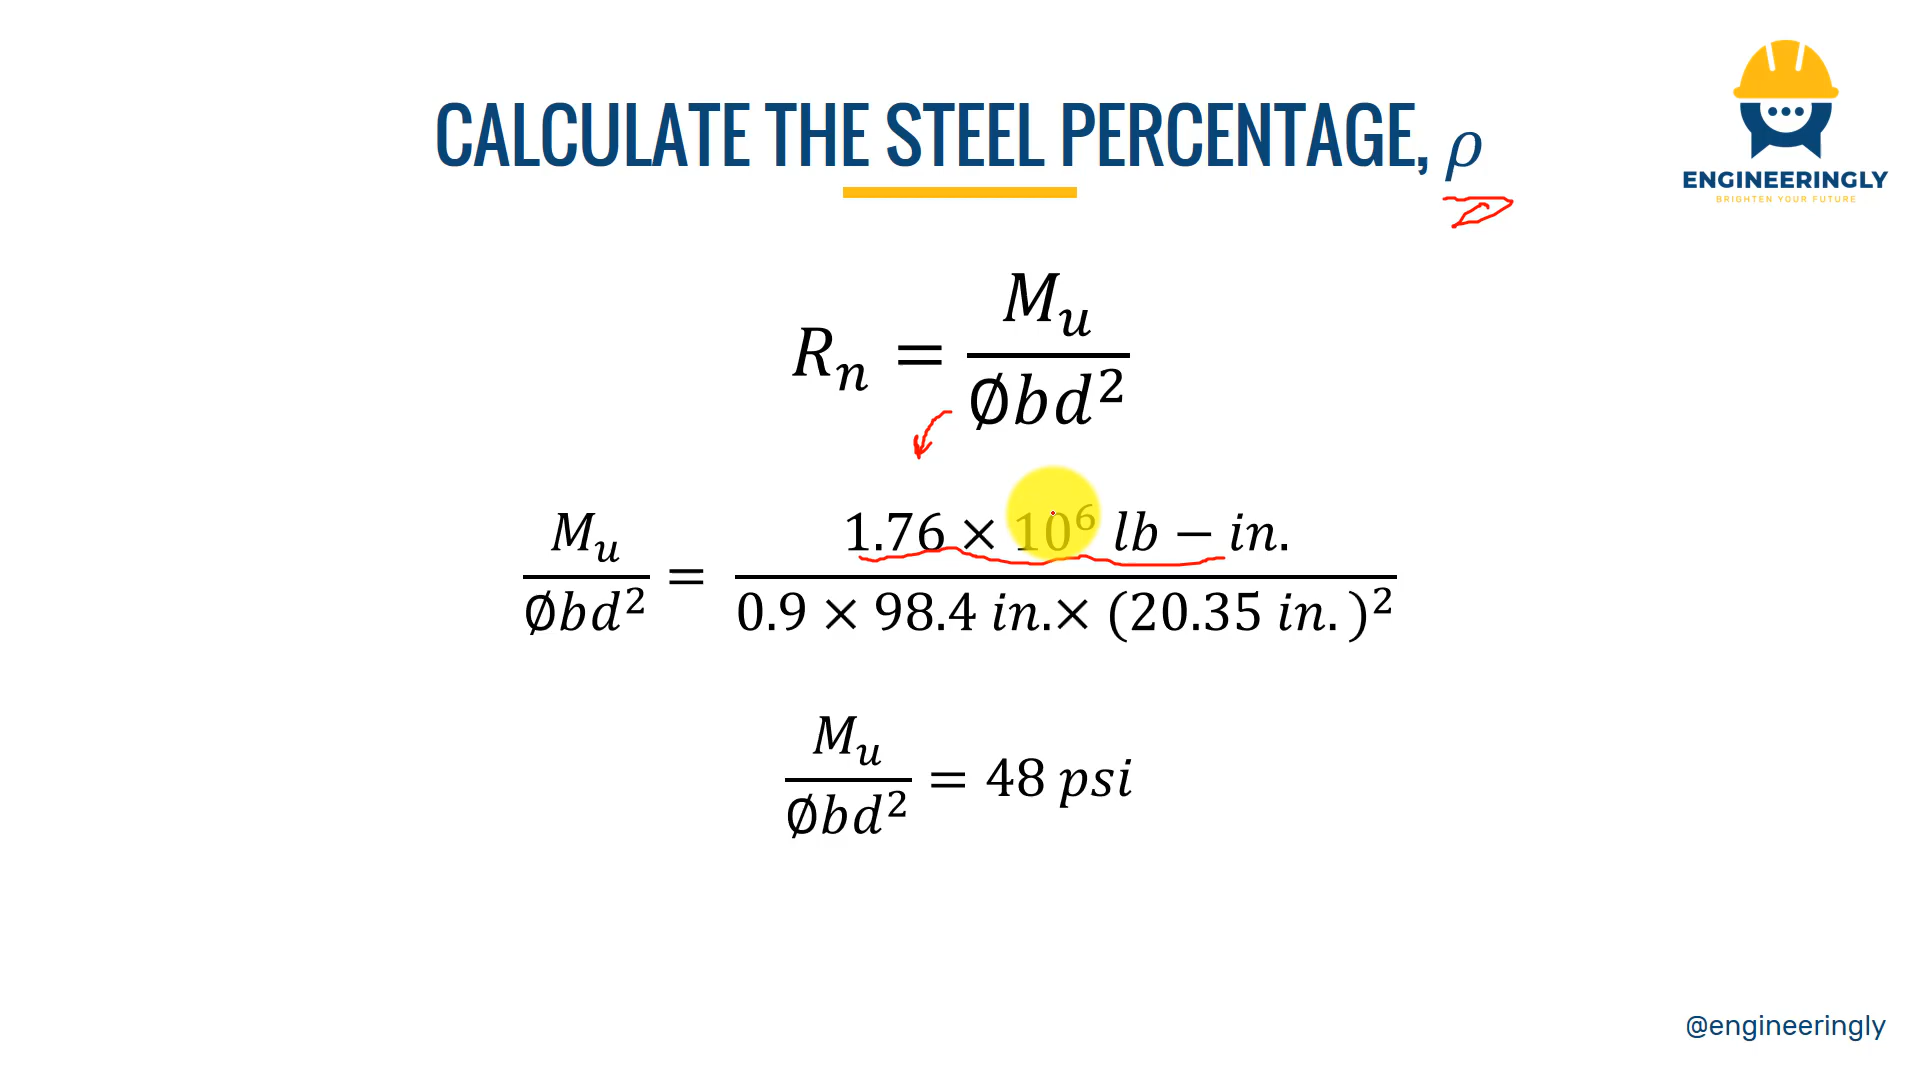 CALCULATE THE STEEL PERCENTAGE, ρ
ENGINEERINGLY
BRIGHTEN YOUR FUTURE
Rₙ = Mᵤ / ∅bd²
Mᵤ / ∅bd² = 1.76 × 10⁶ lb − in. / 0.9 × 98.4 in.× (20.35 in. )²
Mᵤ / ∅bd² = 48 psi
@engineeringly